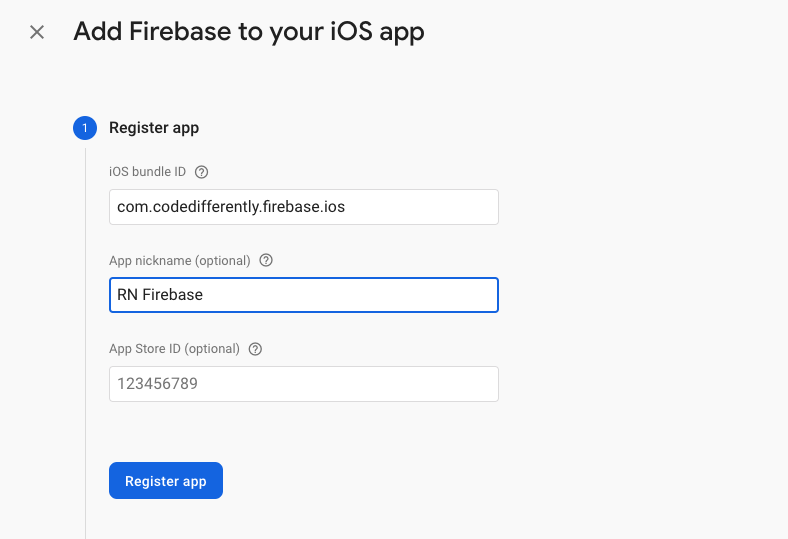 Add Firebase to your iOS app
1 Register app
iOS bundle ID
com.codedifferently.firebase.ios
App nickname (optional)
RN Firebase
App Store ID (optional)
123456789
Register app